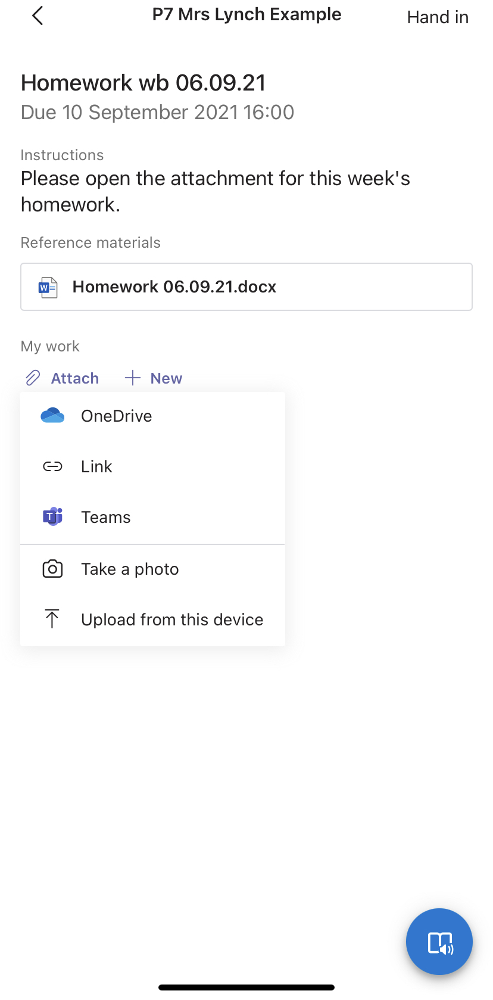 P7 Mrs Lynch Example
Hand in
Homework wb 06.09.21
Due 10 September 2021 16:00
Instructions
Please open the attachment for this week's
homework.
Reference materials
W
Homework 06.09.21.docx
My work
Attach
New
OneDrive
Link
T
Teams
Take a photo
Upload from this device